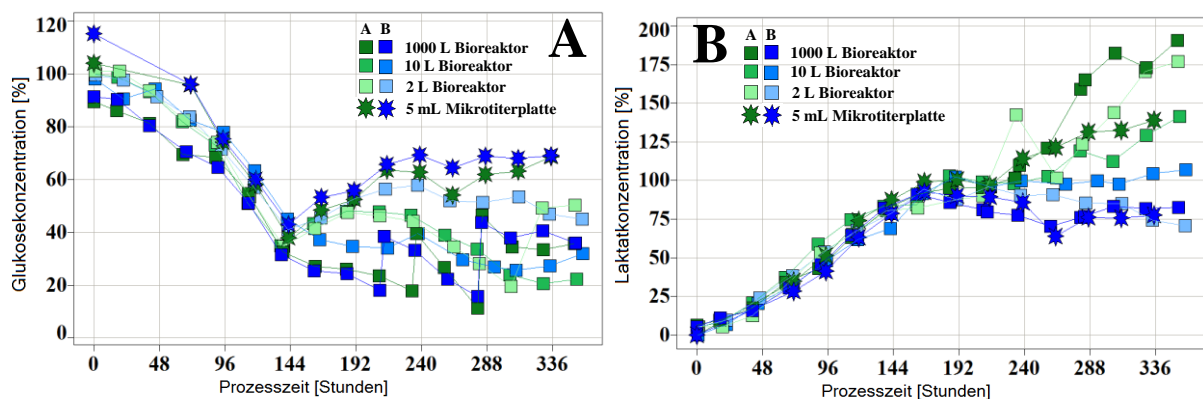 A
A B
1000 L Bioreaktor
10 L Bioreaktor
2 L Bioreaktor
5 mL Mikrotiterplatte
Glukosekonzentration [%]
120
100
80
60
40
20
0
0 48 96 144 192 240 288 336
Prozesszeit [Stunden]
B
A B
1000 L Bioreaktor
10 L Bioreaktor
2 L Bioreaktor
5 mL Mikrotiterplatte
Laktatkonzentration [%]
200
175
150
125
100
75
50
25
0
0 48 96 144 192 240 288 336
Prozesszeit [Stunden]